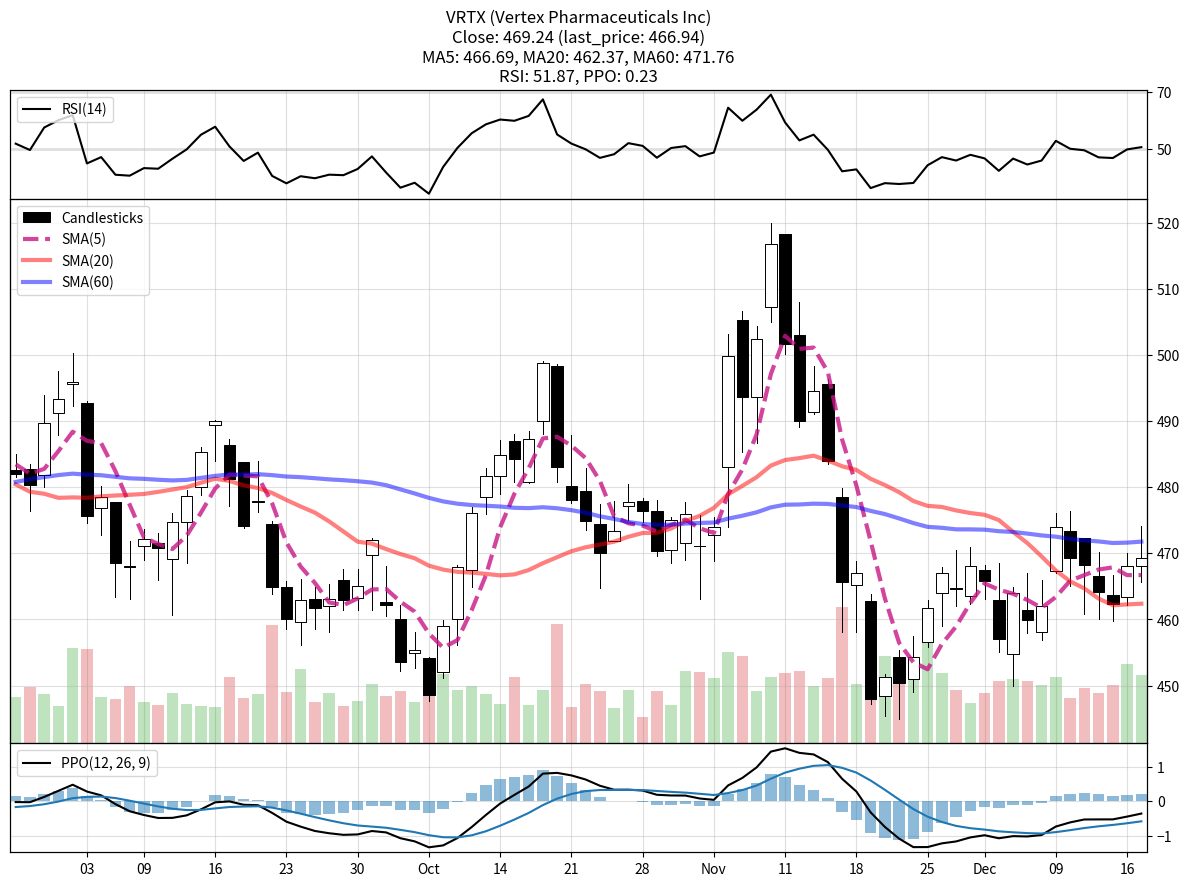 VRTX (Vertex Pharmaceuticals Inc)
Close: 469.24 (last_price: 466.94)
MA5: 466.69, MA20: 462.37, MA60: 471.76
RSI: 51.87, PPO: 0.23
RSI(14)
70
50
Candlesticks
SMA(5)
SMA(20)
SMA(60)
520
510
500
490
480
470
460
450
PPO(12, 26, 9)
1
0
−1
03 09 16 23 30 Oct 14 21 28 Nov 11 18 25 Dec 09 16